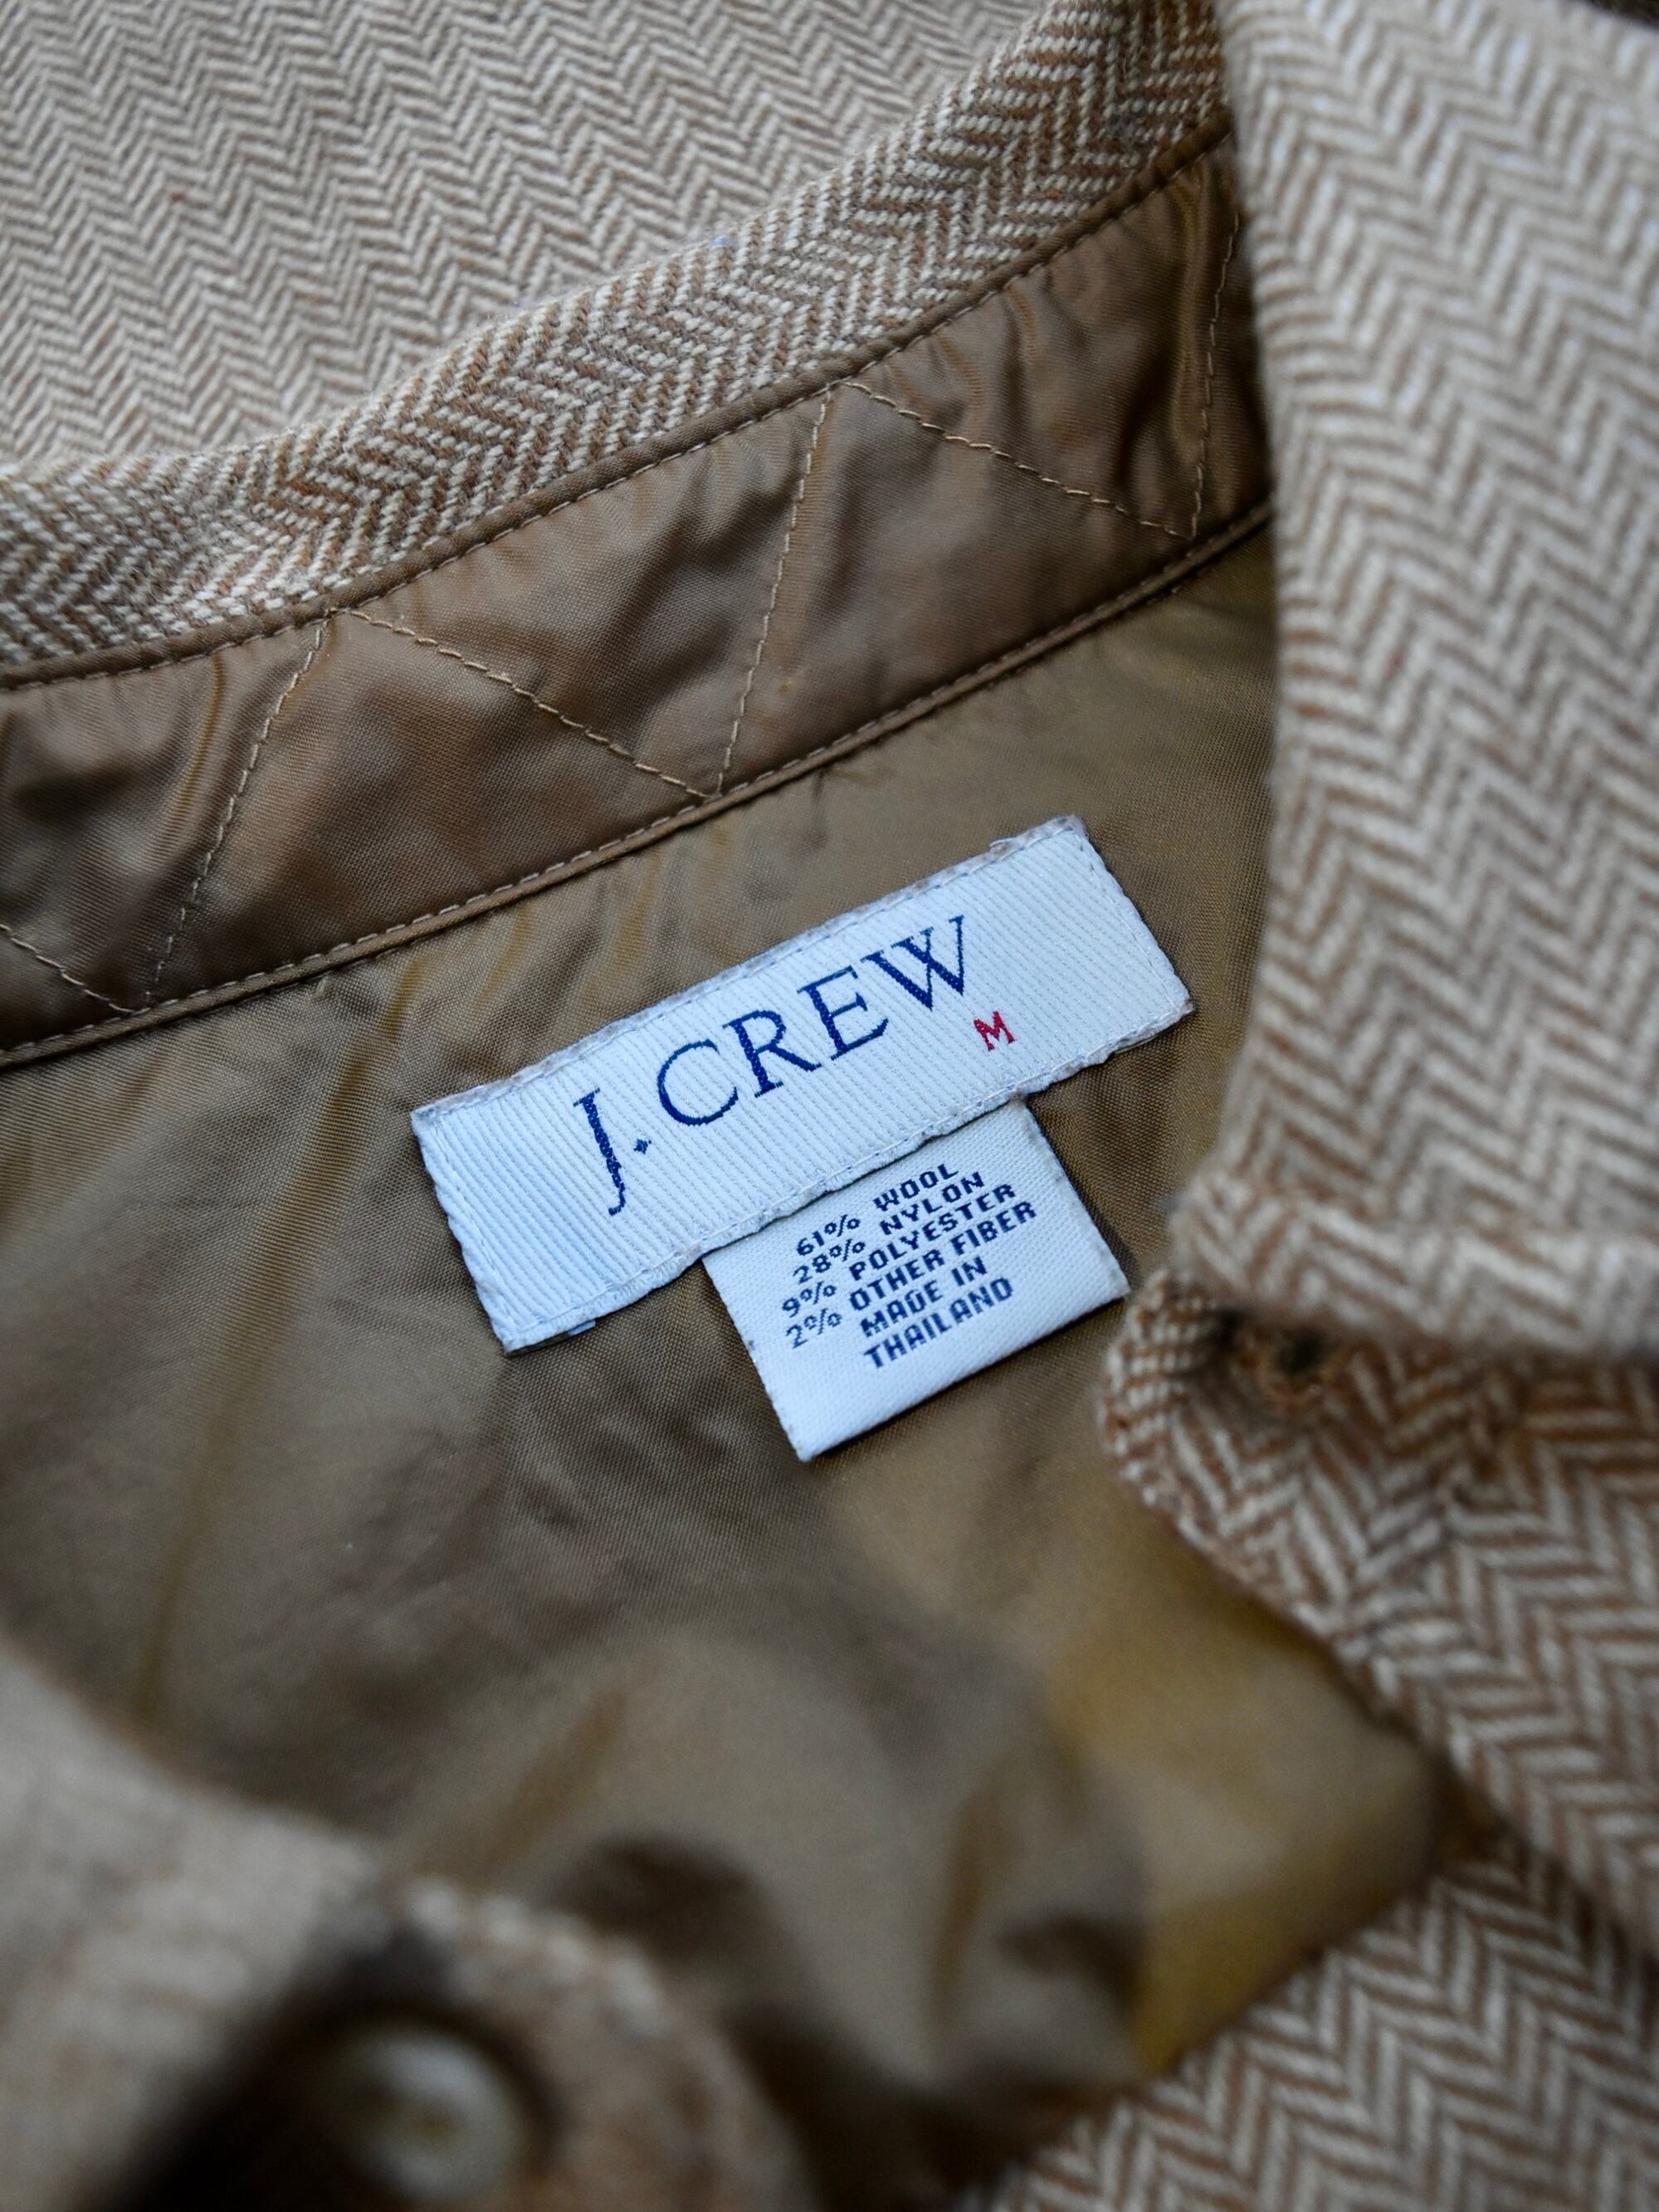 J.CREW
M
61% WOOL
28% NYLON
9% POLYESTER
2% OTHER FIBER
MADE IN
THAILAND